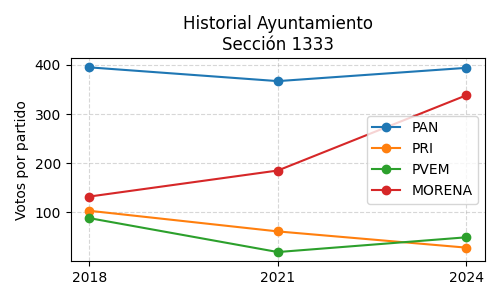 Historial Ayuntamiento
Sección 1333
Votos por partido
400
300
200
100
PAN
PRI
PVEM
MORENA
2018
2021
2024